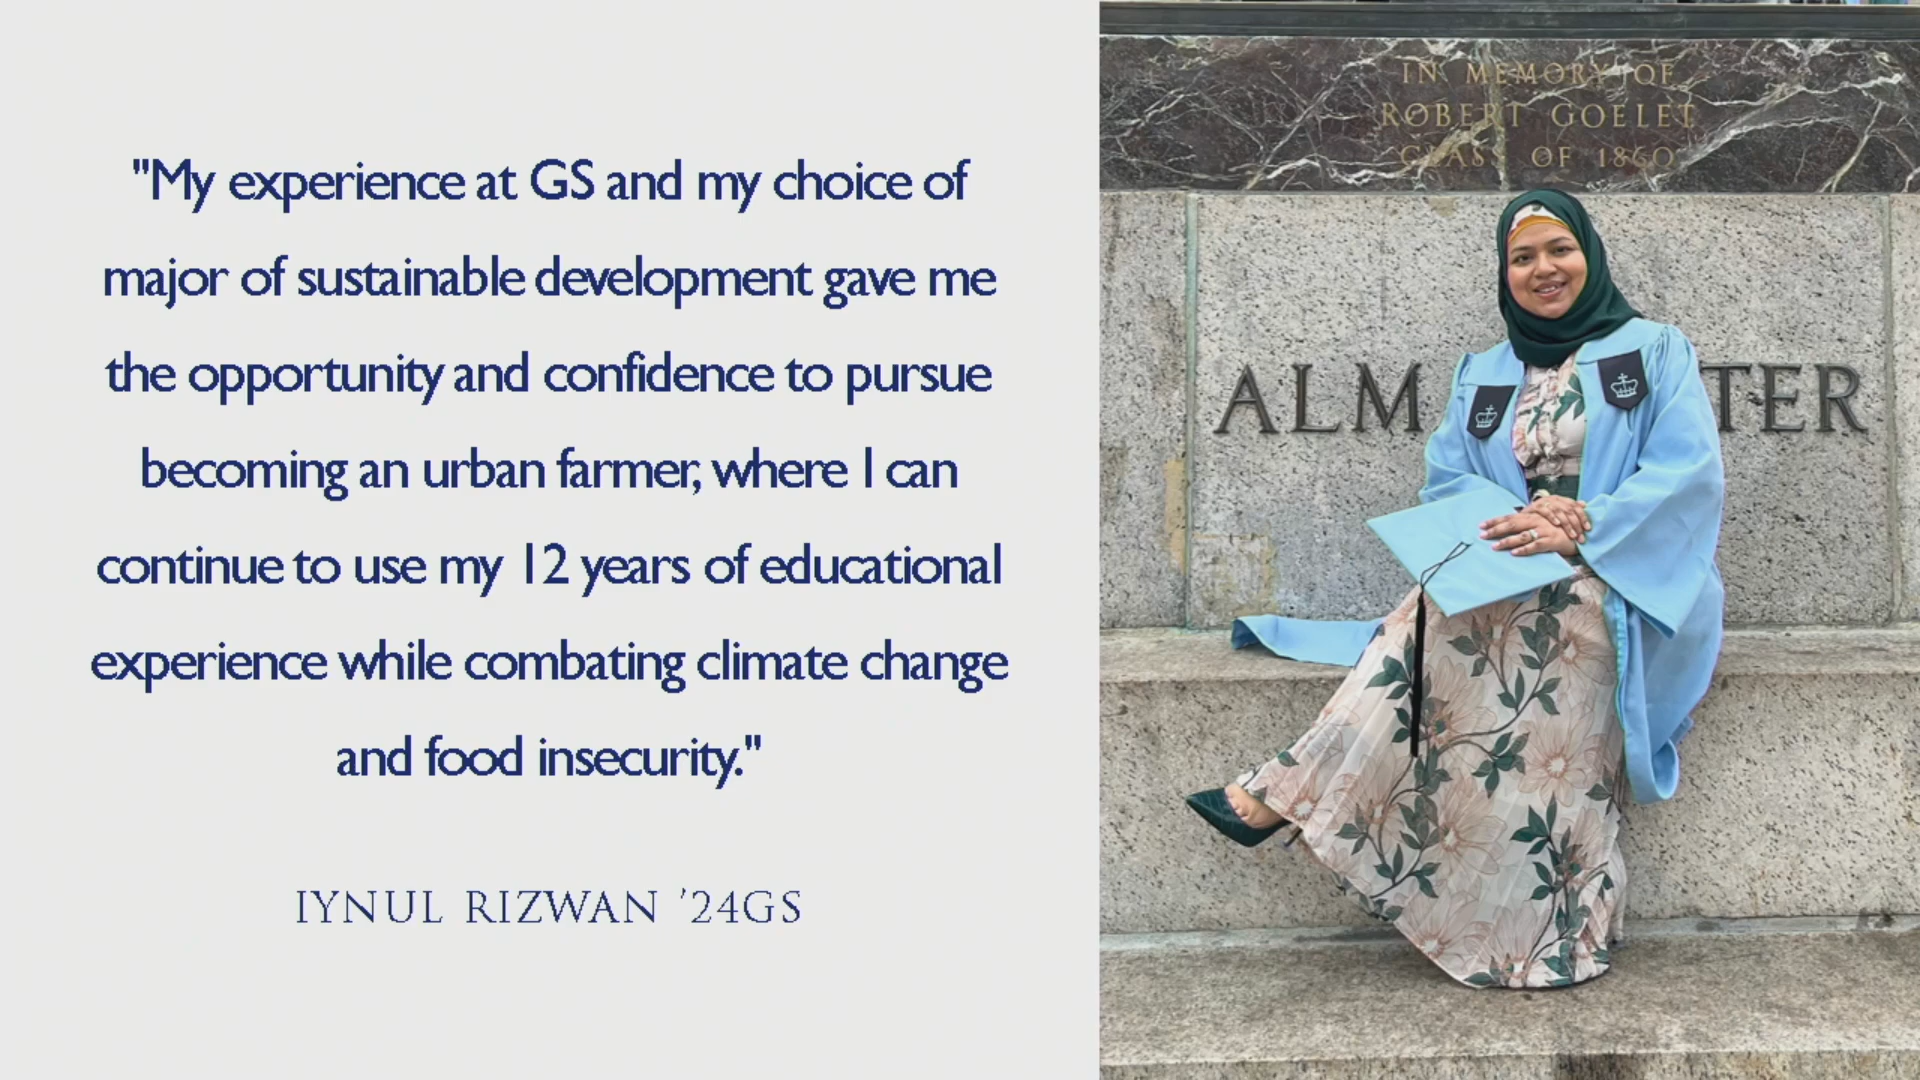 "My experience at GS and my choice of
major of sustainable development gave me
the opportunity and confidence to pursue
becoming an urban farmer, where I can
continue to use my 12 years of educational
experience while combating climate change
and food insecurity."
IYNUL RIZWAN '24GS
IN MEMORY OF
ROBERT GOELET
CLASS OF 1860
ALM TER